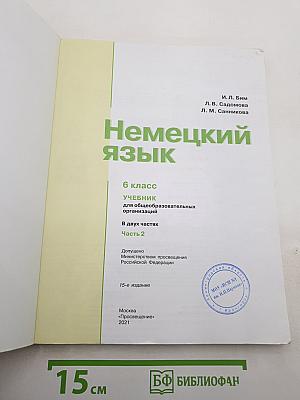 И. Л. Бим
Л. В. Садомова
Л. М. Санникова
Немецкий
язык
6 класс
УЧЕБНИК
для общеобразовательных
организаций
В двух частях
Часть 2
Допущено
Министерством просвещения
Российской Федерации
15-е издание
Москва
«Просвещение»
2021
15 см
БФ БИБЛИОФАН